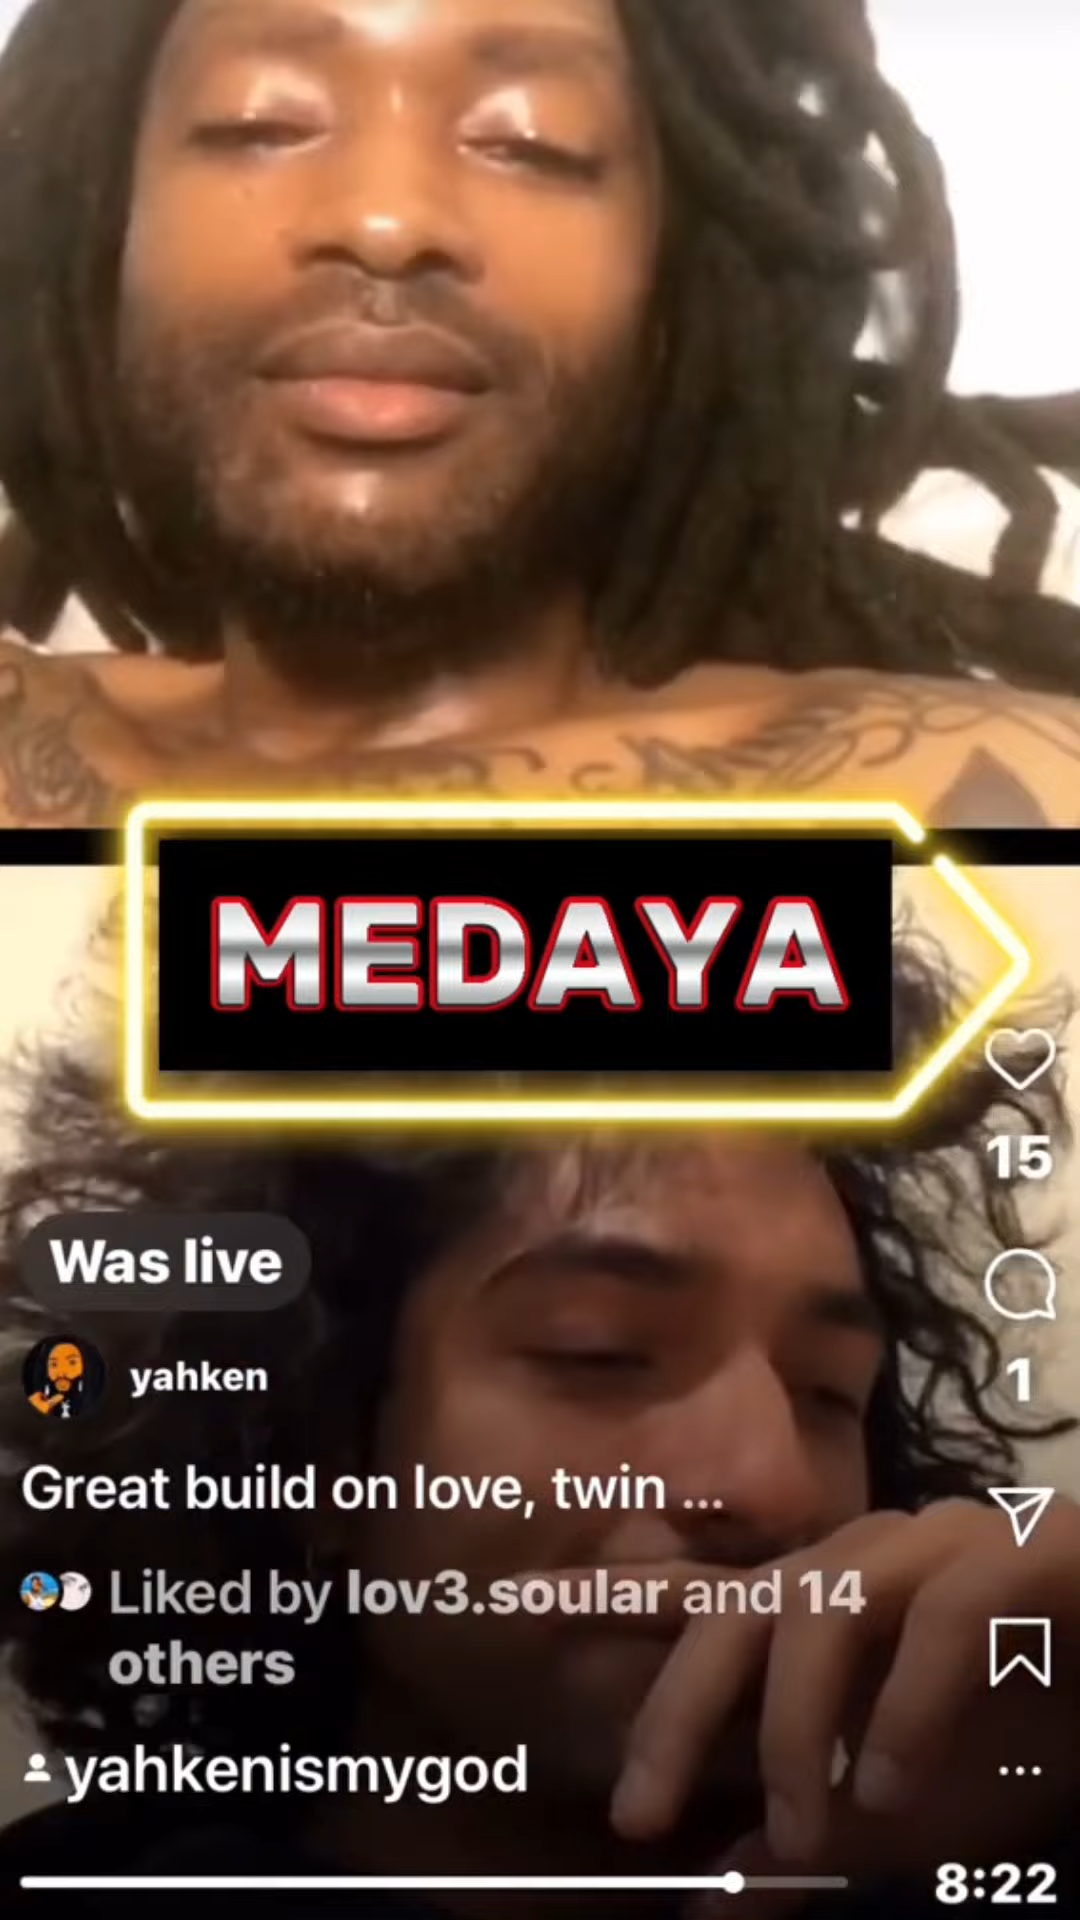 MEDAYA
15
Was live
yahken
1
Great build on love, twin ...
Liked by lov3.soular and 14
others
yahkenismygod
8:22